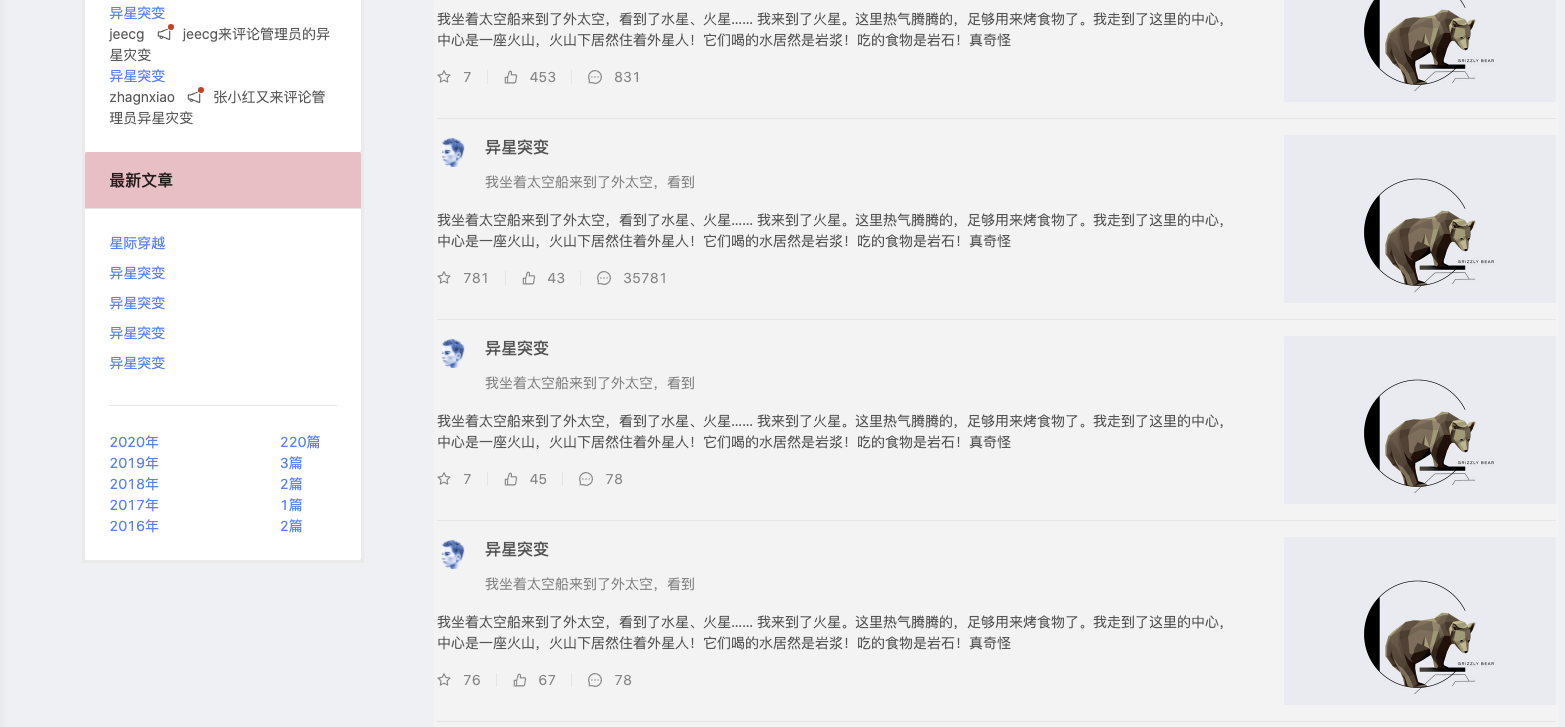 异星突变
jeecg jeecg来评论管理员的异
星灾变
异星突变
zhagnxiao 张小红又来评论管
理员异星灾变
最新文章
星际穿越
异星突变
异星突变
异星突变
异星突变
2020年 220篇
2019年 3篇
2018年 2篇
2017年 1篇
2016年 2篇
我坐着太空船来到了外太空，看到了水星、火星...... 我来到了火星。这里热气腾腾的，足够用来烤食物了。我走到了这里的中心，
中心是一座火山，火山下居然住着外星人！它们喝的水居然是岩浆！吃的食物是岩石！真奇怪
7 453 831
GRIZZLY BEAR
异星突变
我坐着太空船来到了外太空，看到
我坐着太空船来到了外太空，看到了水星、火星...... 我来到了火星。这里热气腾腾的，足够用来烤食物了。我走到了这里的中心，
中心是一座火山，火山下居然住着外星人！它们喝的水居然是岩浆！吃的食物是岩石！真奇怪
781 43 35781
GRIZZLY BEAR
异星突变
我坐着太空船来到了外太空，看到
我坐着太空船来到了外太空，看到了水星、火星...... 我来到了火星。这里热气腾腾的，足够用来烤食物了。我走到了这里的中心，
中心是一座火山，火山下居然住着外星人！它们喝的水居然是岩浆！吃的食物是岩石！真奇怪
7 45 78
GRIZZLY BEAR
异星突变
我坐着太空船来到了外太空，看到
我坐着太空船来到了外太空，看到了水星、火星...... 我来到了火星。这里热气腾腾的，足够用来烤食物了。我走到了这里的中心，
中心是一座火山，火山下居然住着外星人！它们喝的水居然是岩浆！吃的食物是岩石！真奇怪
76 67 78
GRIZZLY BEAR